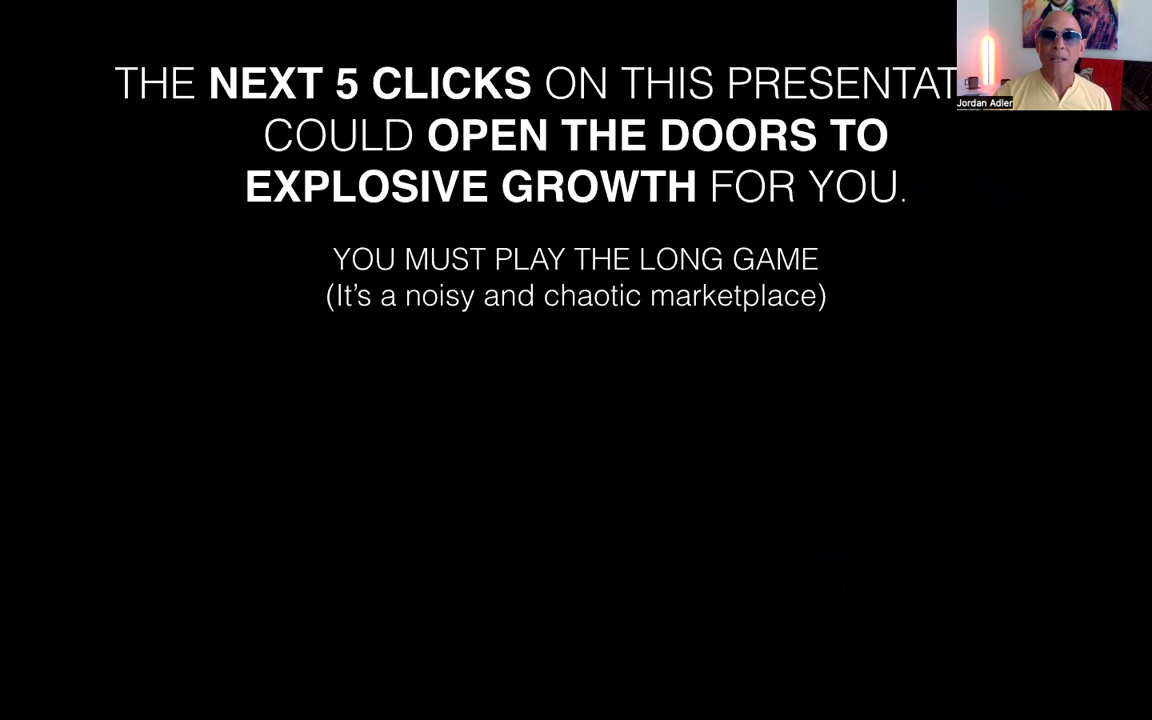 THE NEXT 5 CLICKS ON THIS PRESENTAT
COULD OPEN THE DOORS TO
EXPLOSIVE GROWTH FOR YOU.
YOU MUST PLAY THE LONG GAME
(It's a noisy and chaotic marketplace)
Jordan Adler